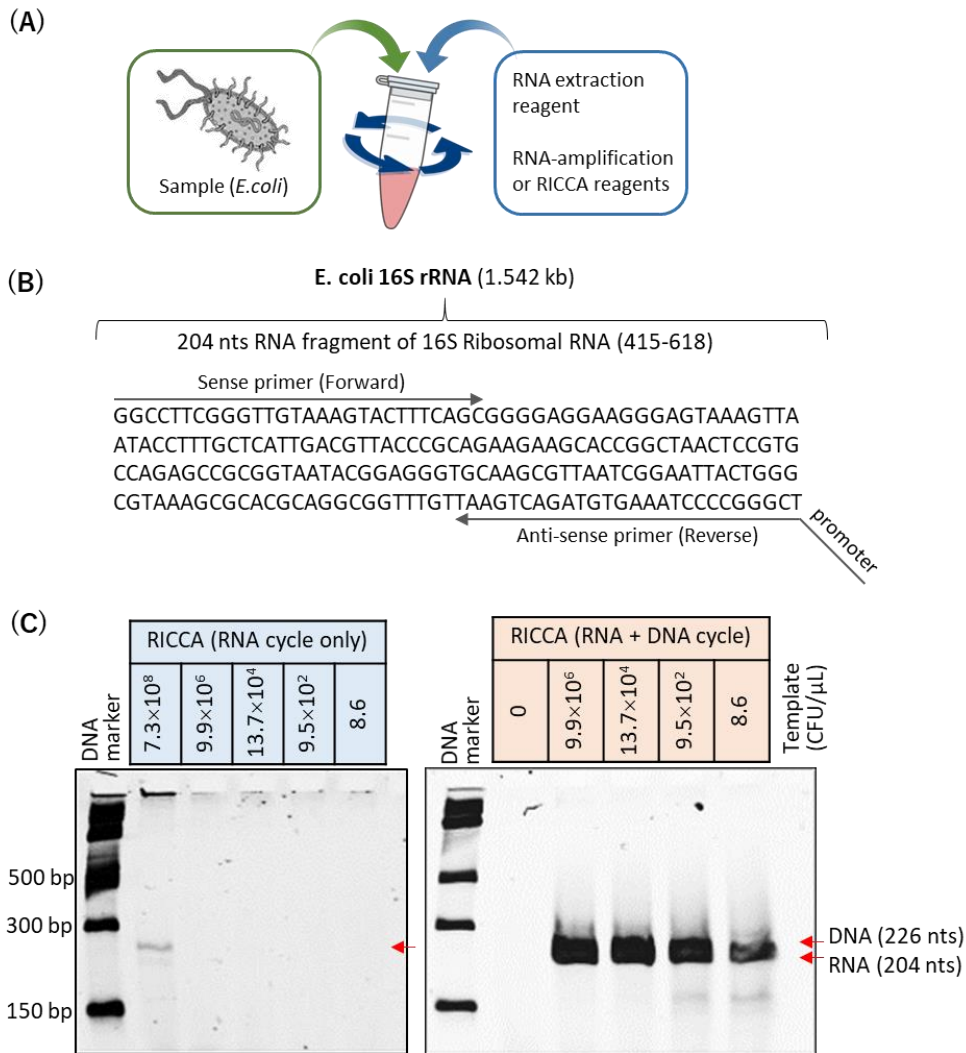 (A)
Sample (E.coli)
RNA extraction
reagent
RNA-amplification
or RICCA reagents
(B)
E. coli 16S rRNA (1.542 kb)
204 nts RNA fragment of 16S Ribosomal RNA (415-618)
Sense primer (Forward)
GGCCTTCGGGTTGTAAAGTACTTTCAGCGGGGAGGAAGGGAGTAAAGTTA
ATACCTTTGCTCATTGACGTTACCCGCAGAAGAAGCACCGGCTAACTCCGTG
CCAGAGCCGCGGTAATACGGAGGGTGCAAGCGTTAATCGGAATTACTGGG
CGTAAAGCGCACGCAGGCGGTTTGTTAAGTCAGATGTGAAATCCCCGGGCT
Anti-sense primer (Reverse)
promoter
(C)
RICCA (RNA cycle only)
DNA
marker
7.3×10⁸
9.9×10⁶
13.7×10⁴
9.5×10²
8.6
RICCA (RNA + DNA cycle)
DNA
marker
0
9.9×10⁶
13.7×10⁴
9.5×10²
8.6
Template
(CFU/µL)
500 bp
300 bp
150 bp
DNA (226 nts)
RNA (204 nts)